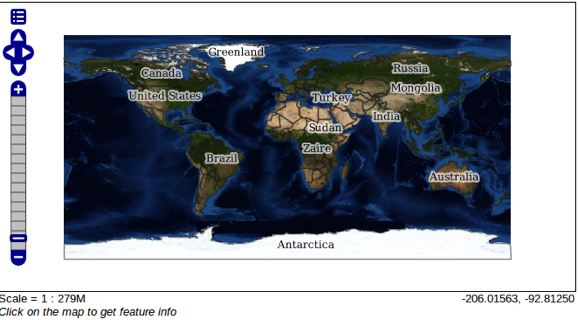 Greenland
Canada
Russia
United States
Mongolia
Turkey
India
Sudan
Zaire
Brazil
Australia
Antarctica
Scale = 1 : 279M
-206.01563, -92.81250
Click on the map to get feature info